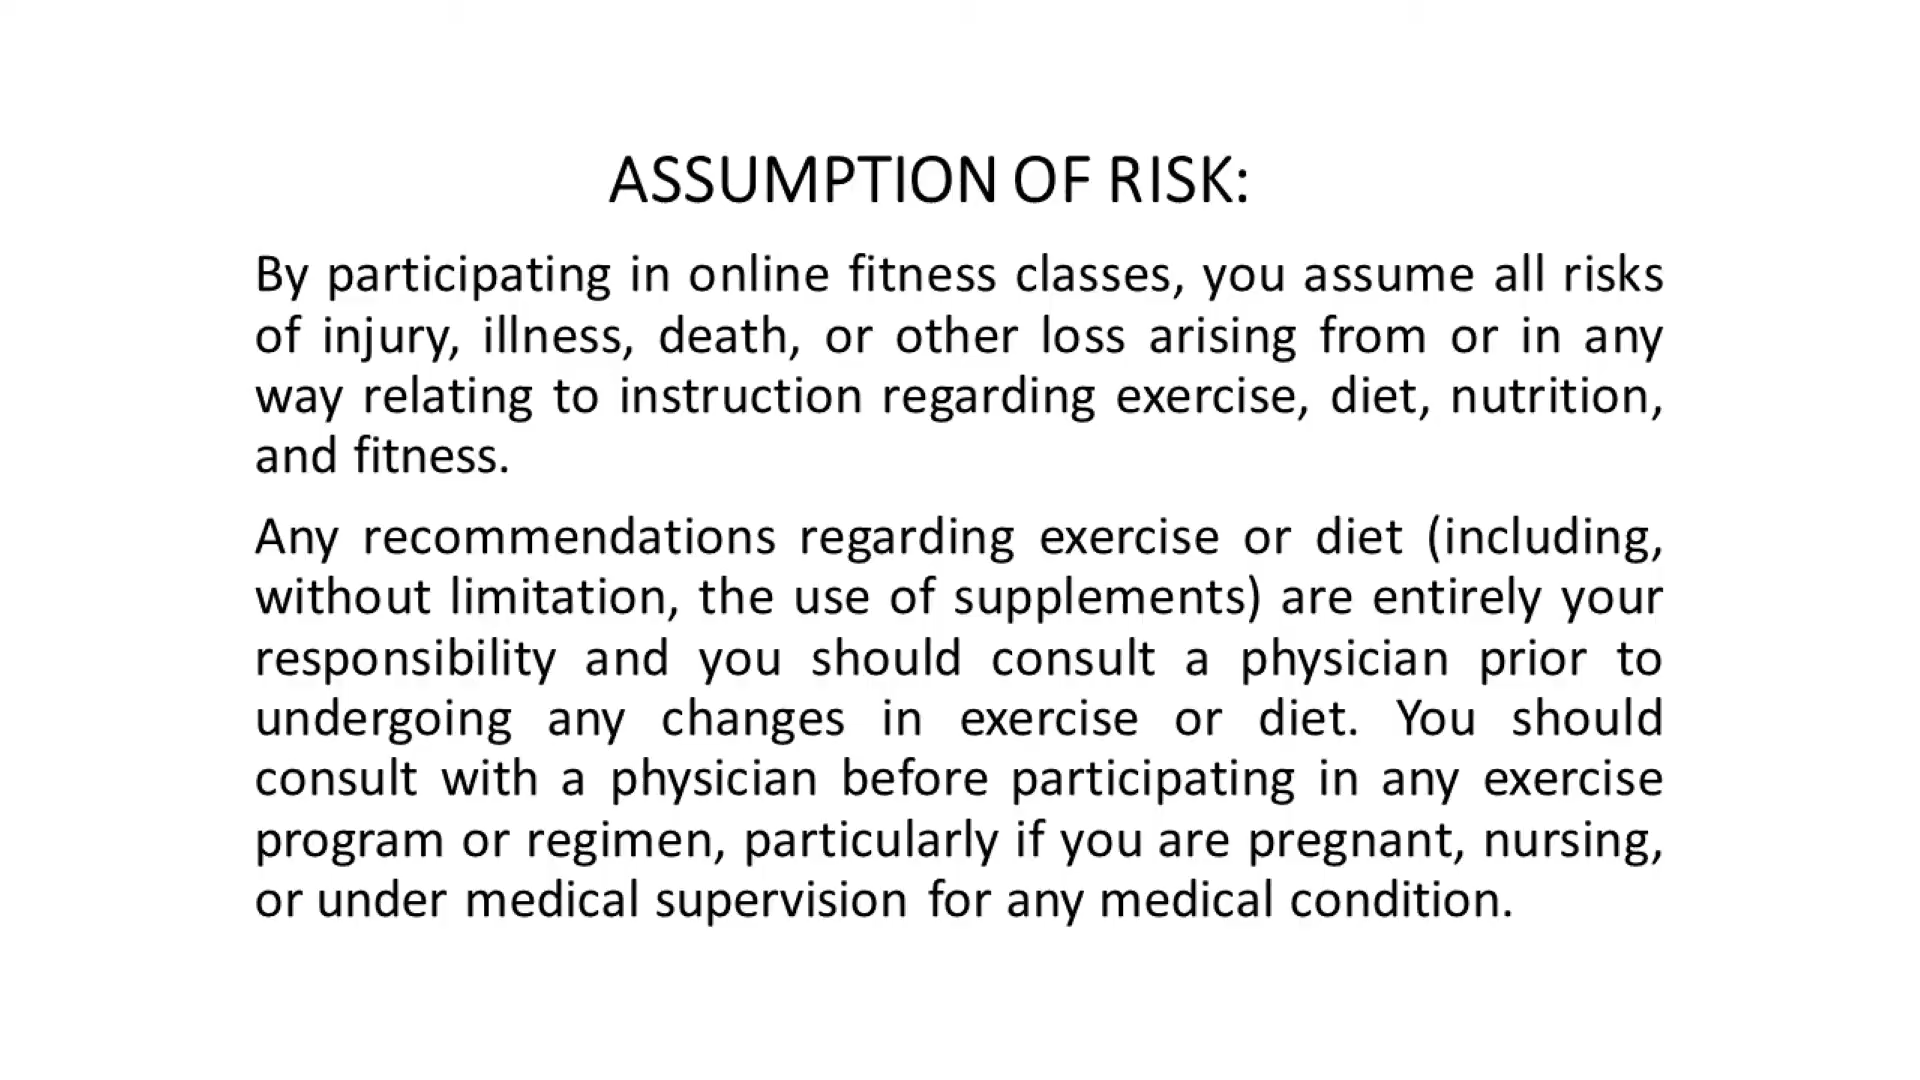 ASSUMPTION OF RISK:
By participating in online fitness classes, you assume all risks
of injury, illness, death, or other loss arising from or in any
way relating to instruction regarding exercise, diet, nutrition,
and fitness.
Any recommendations regarding exercise or diet (including,
without limitation, the use of supplements) are entirely your
responsibility and you should consult a physician prior to
undergoing any changes in exercise or diet. You should
consult with a physician before participating in any exercise
program or regimen, particularly if you are pregnant, nursing,
or under medical supervision for any medical condition.